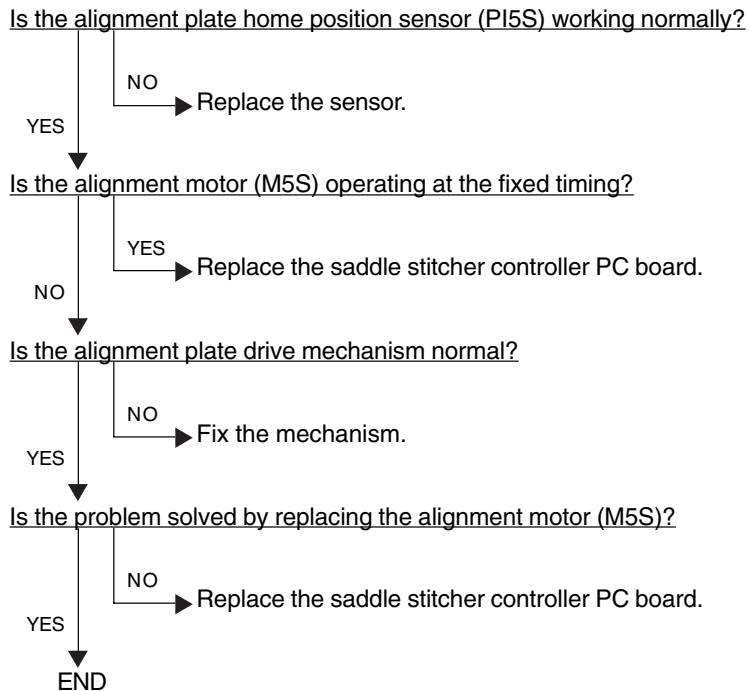 Is the alignment plate home position sensor (PI5S) working normally?
NO
Replace the sensor.
YES
Is the alignment motor (M5S) operating at the fixed timing?
YES
Replace the saddle stitcher controller PC board.
NO
Is the alignment plate drive mechanism normal?
NO
Fix the mechanism.
YES
Is the problem solved by replacing the alignment motor (M5S)?
NO
Replace the saddle stitcher controller PC board.
YES
END